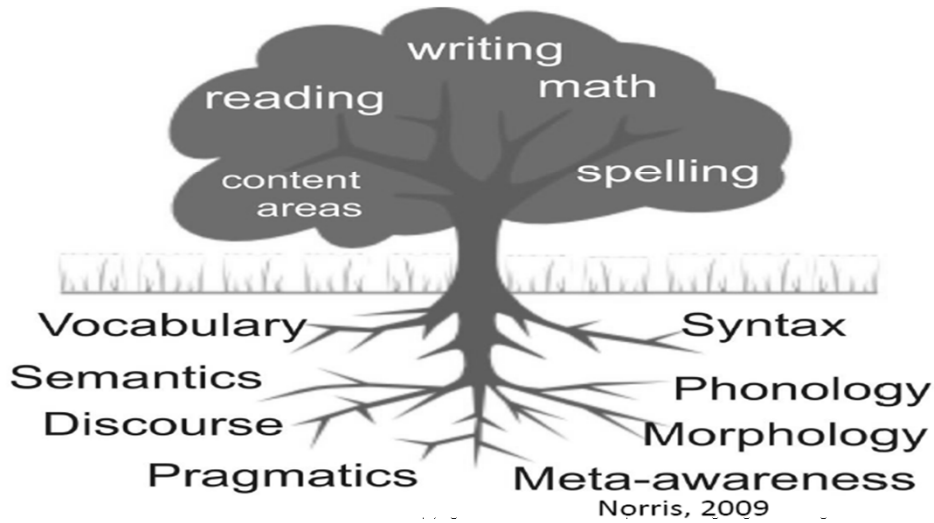 writing
math
reading
spelling
content
areas
Vocabulary
Syntax
Semantics
Phonology
Discourse
Morphology
Pragmatics
Meta-awareness
Norris, 2009